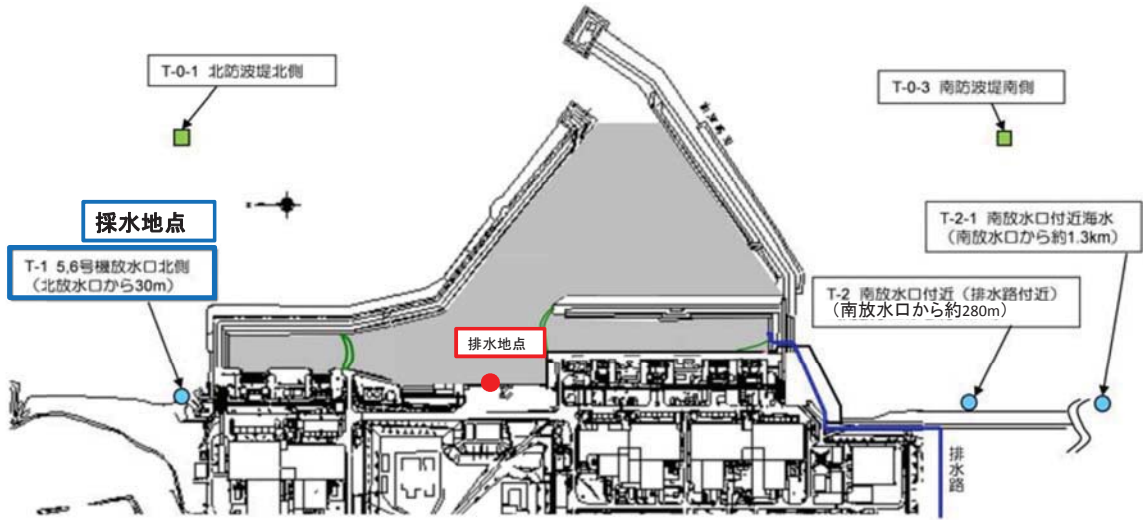 T-0-1 北防波堤北側
T-0-3 南防波堤南側
採水地点
T-1 5,6号機放水口北側
（北放水口から30m）
T-2-1 南放水口付近海水
（南放水口から約1.3km）
T-2 南放水口付近（排水路付近）
（南放水口から約280m）
排水地点
排水路